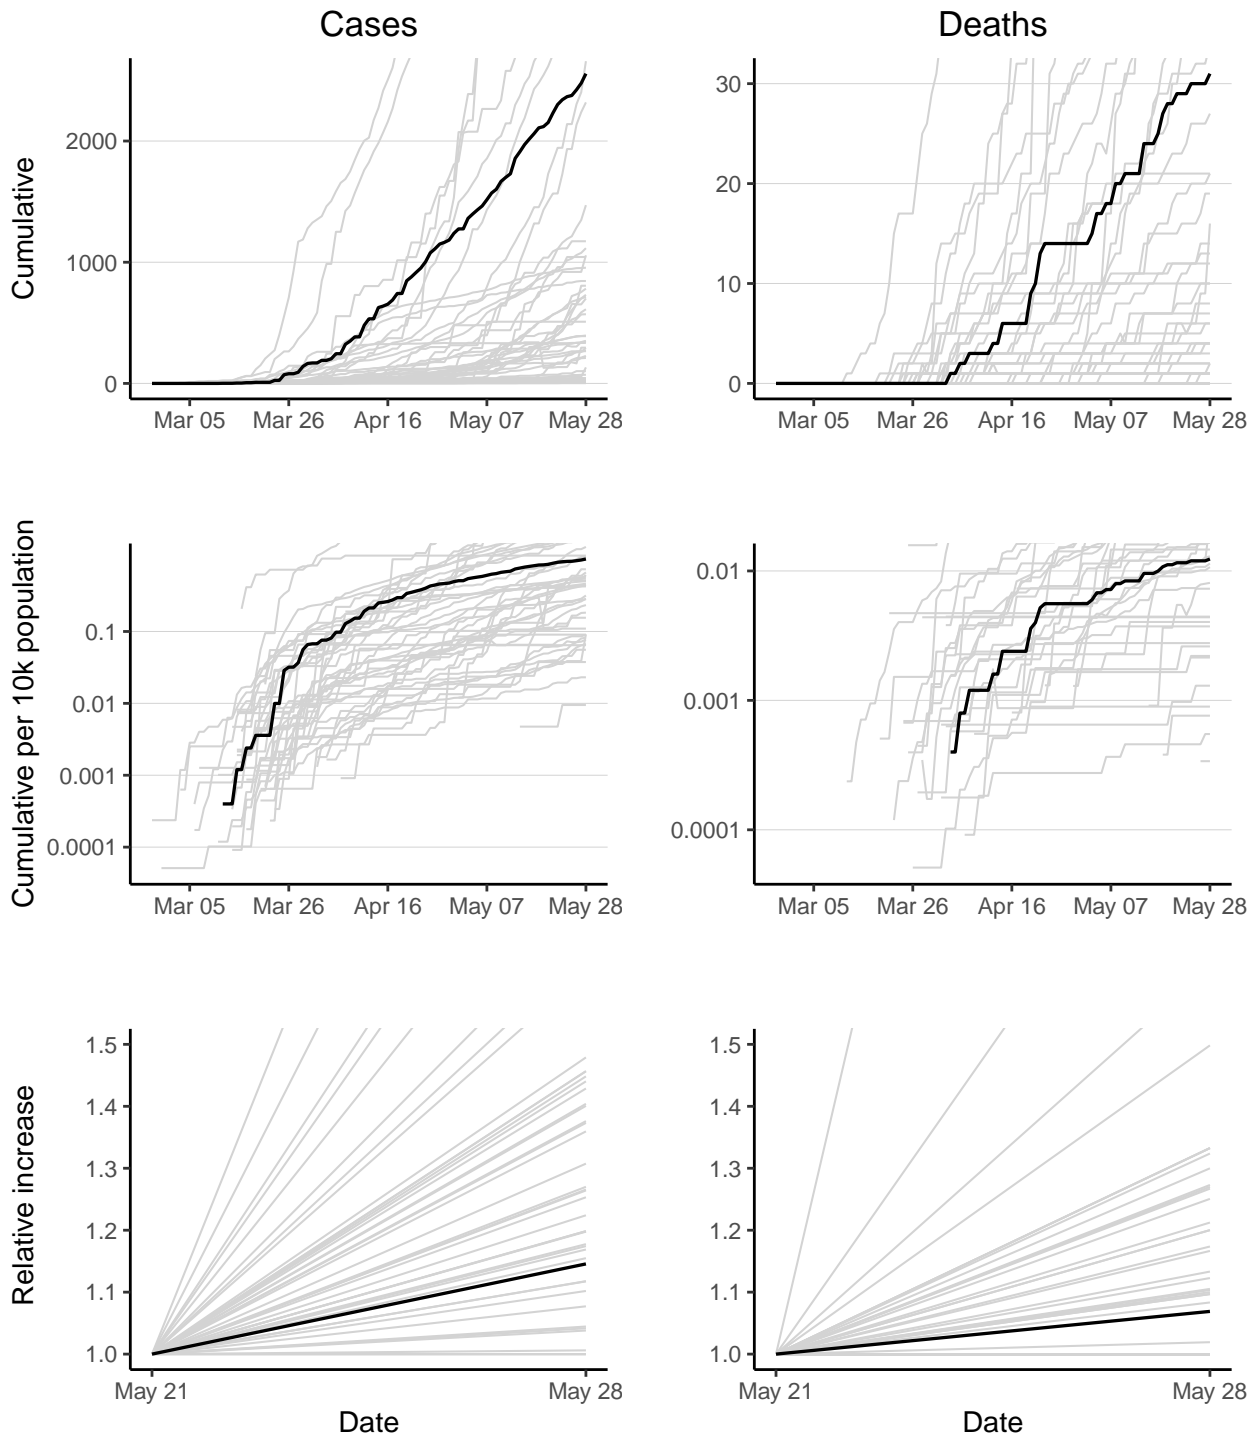 Cases
Deaths
Cumulative
2000
1000
0
Mar 05 Mar 26 Apr 16 May 07 May 28
30
20
10
0
Mar 05 Mar 26 Apr 16 May 07 May 28
Cumulative per 10k population
0.1
0.01
0.001
0.0001
Mar 05 Mar 26 Apr 16 May 07 May 28
0.01
0.001
0.0001
Mar 05 Mar 26 Apr 16 May 07 May 28
Relative increase
1.5
1.4
1.3
1.2
1.1
1.0
May 21 May 28
Date
1.5
1.4
1.3
1.2
1.1
1.0
May 21 May 28
Date